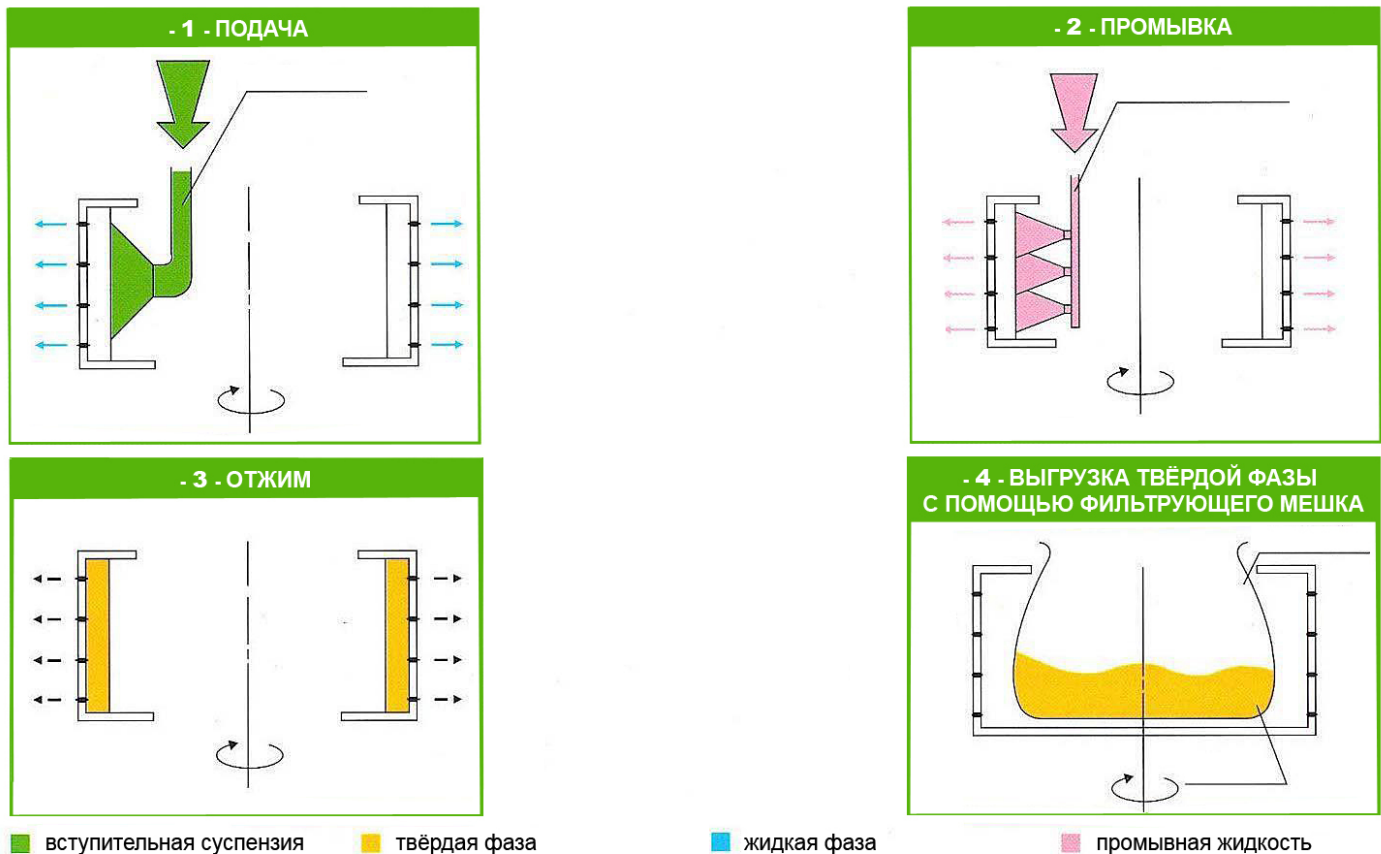 - 1 - ПОДАЧА
- 2 - ПРОМЫВКА
- 3 - ОТЖИМ
- 4 - ВЫГРУЗКА ТВЁРДОЙ ФАЗЫ
С ПОМОЩЬЮ ФИЛЬТРУЮЩЕГО МЕШКА
вступительная суспензия
твёрдая фаза
жидкая фаза
промывная жидкость